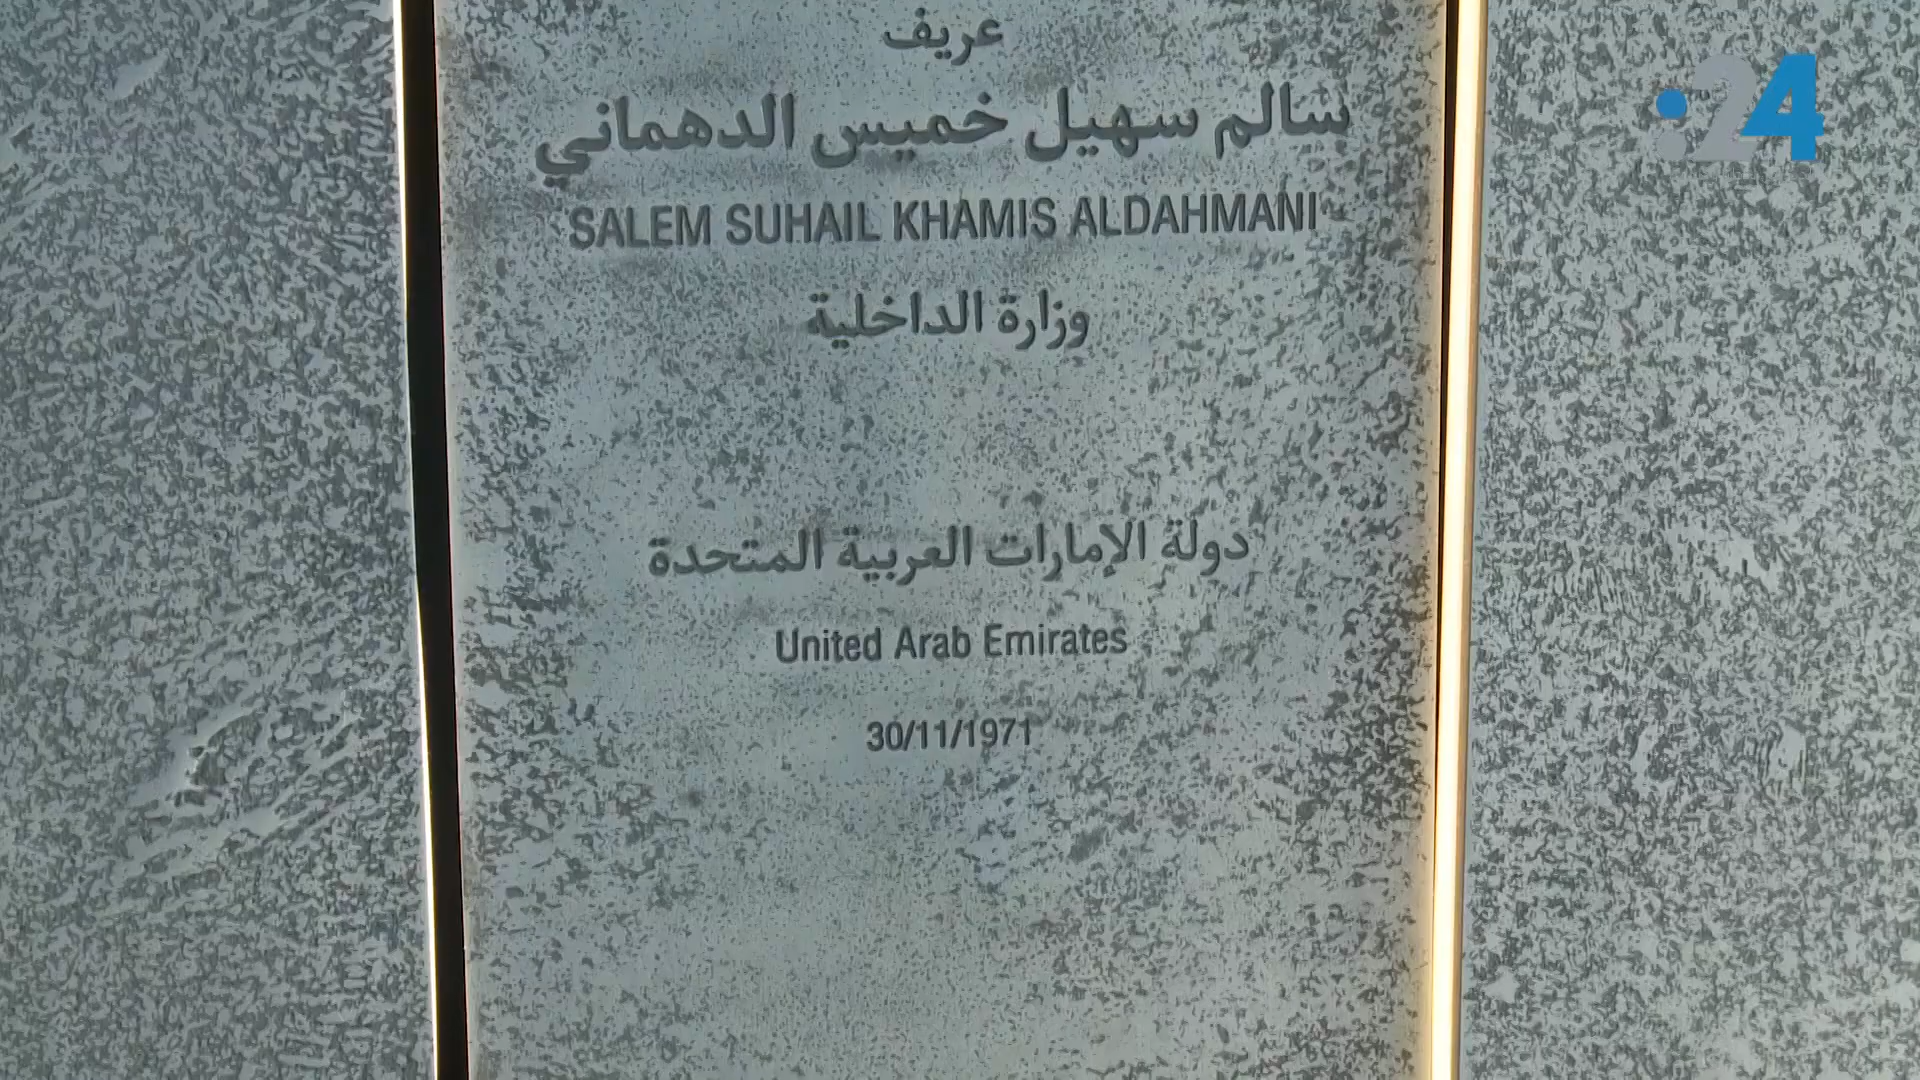 عريف
سالم سهيل خميس الدهماني
SALEM SUHAIL KHAMIS ALDAHMANI
وزارة الداخلية
دولة الإمارات العربية المتحدة
United Arab Emirates
30/11/1971
24